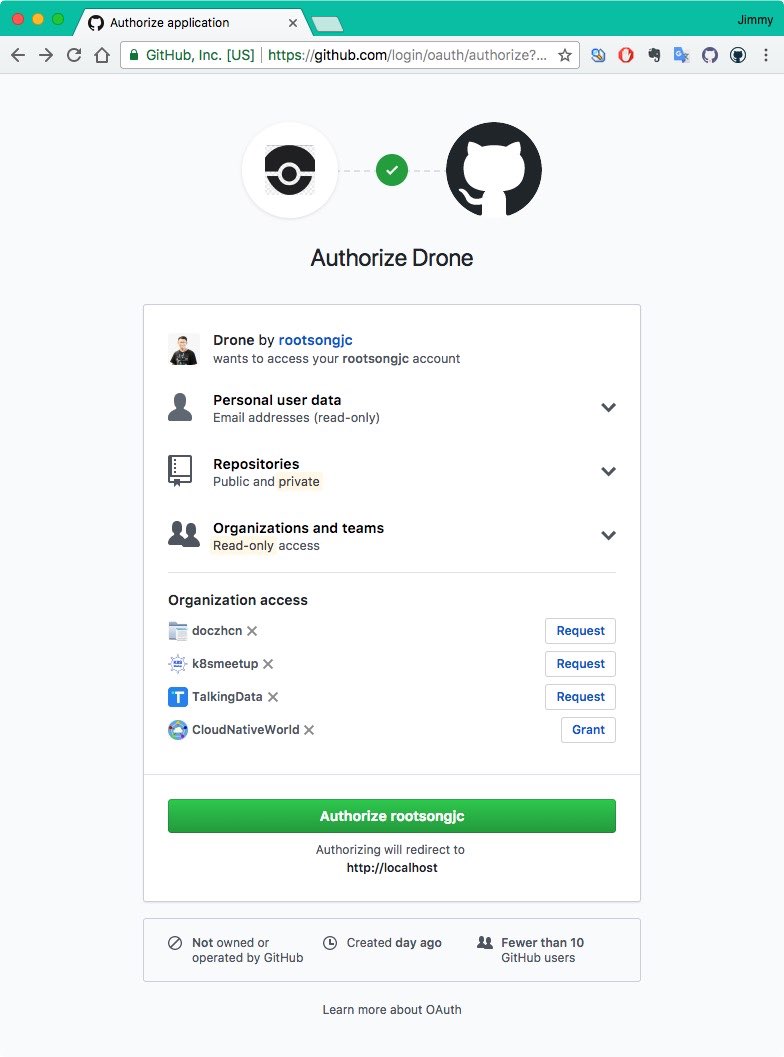 Authorize application
Jimmy
GitHub, Inc. [US]
https://github.com/login/oauth/authorize?...
Authorize Drone
Drone by rootsongjc
wants to access your rootsongjc account
Personal user data
Email addresses (read-only)
Repositories
Public and private
Organizations and teams
Read-only access
Organization access
doczhcn
Request
k8smeetup
Request
TalkingData
Request
CloudNativeWorld
Grant
Authorize rootsongjc
Authorizing will redirect to
http://localhost
Not owned or
operated by GitHub
Created day ago
Fewer than 10
GitHub users
Learn more about OAuth